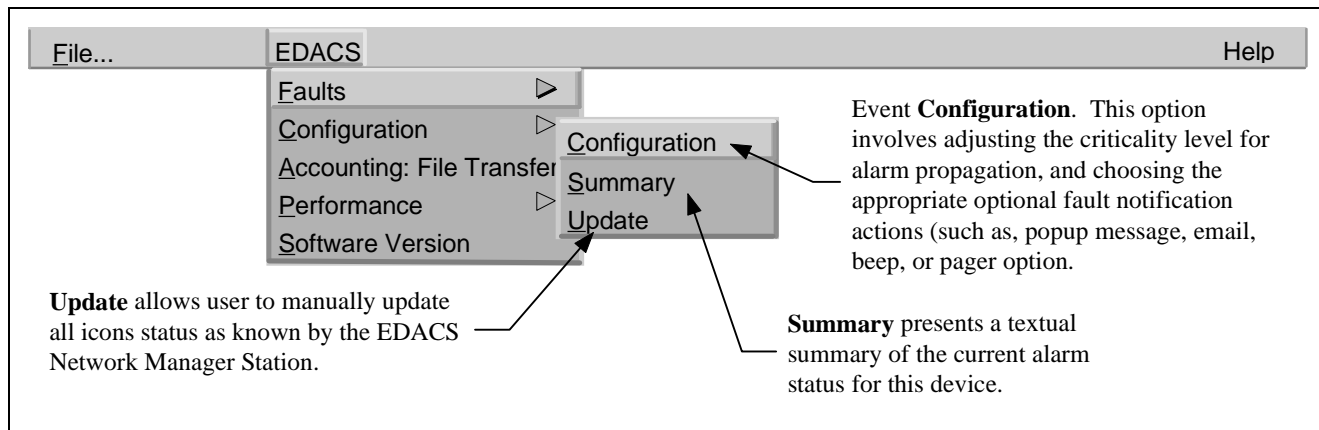 File...
EDACS
Help
Faults
Configuration
Accounting: File Transfer
Performance
Software Version
Configuration
Summary
Update
Event Configuration.  This option
involves adjusting the criticality level for
alarm propagation, and choosing the
appropriate optional fault notification
actions (such as, popup message, email,
beep, or pager option.
Update allows user to manually update
all icons status as known by the EDACS
Network Manager Station.
Summary presents a textual
summary of the current alarm
status for this device.